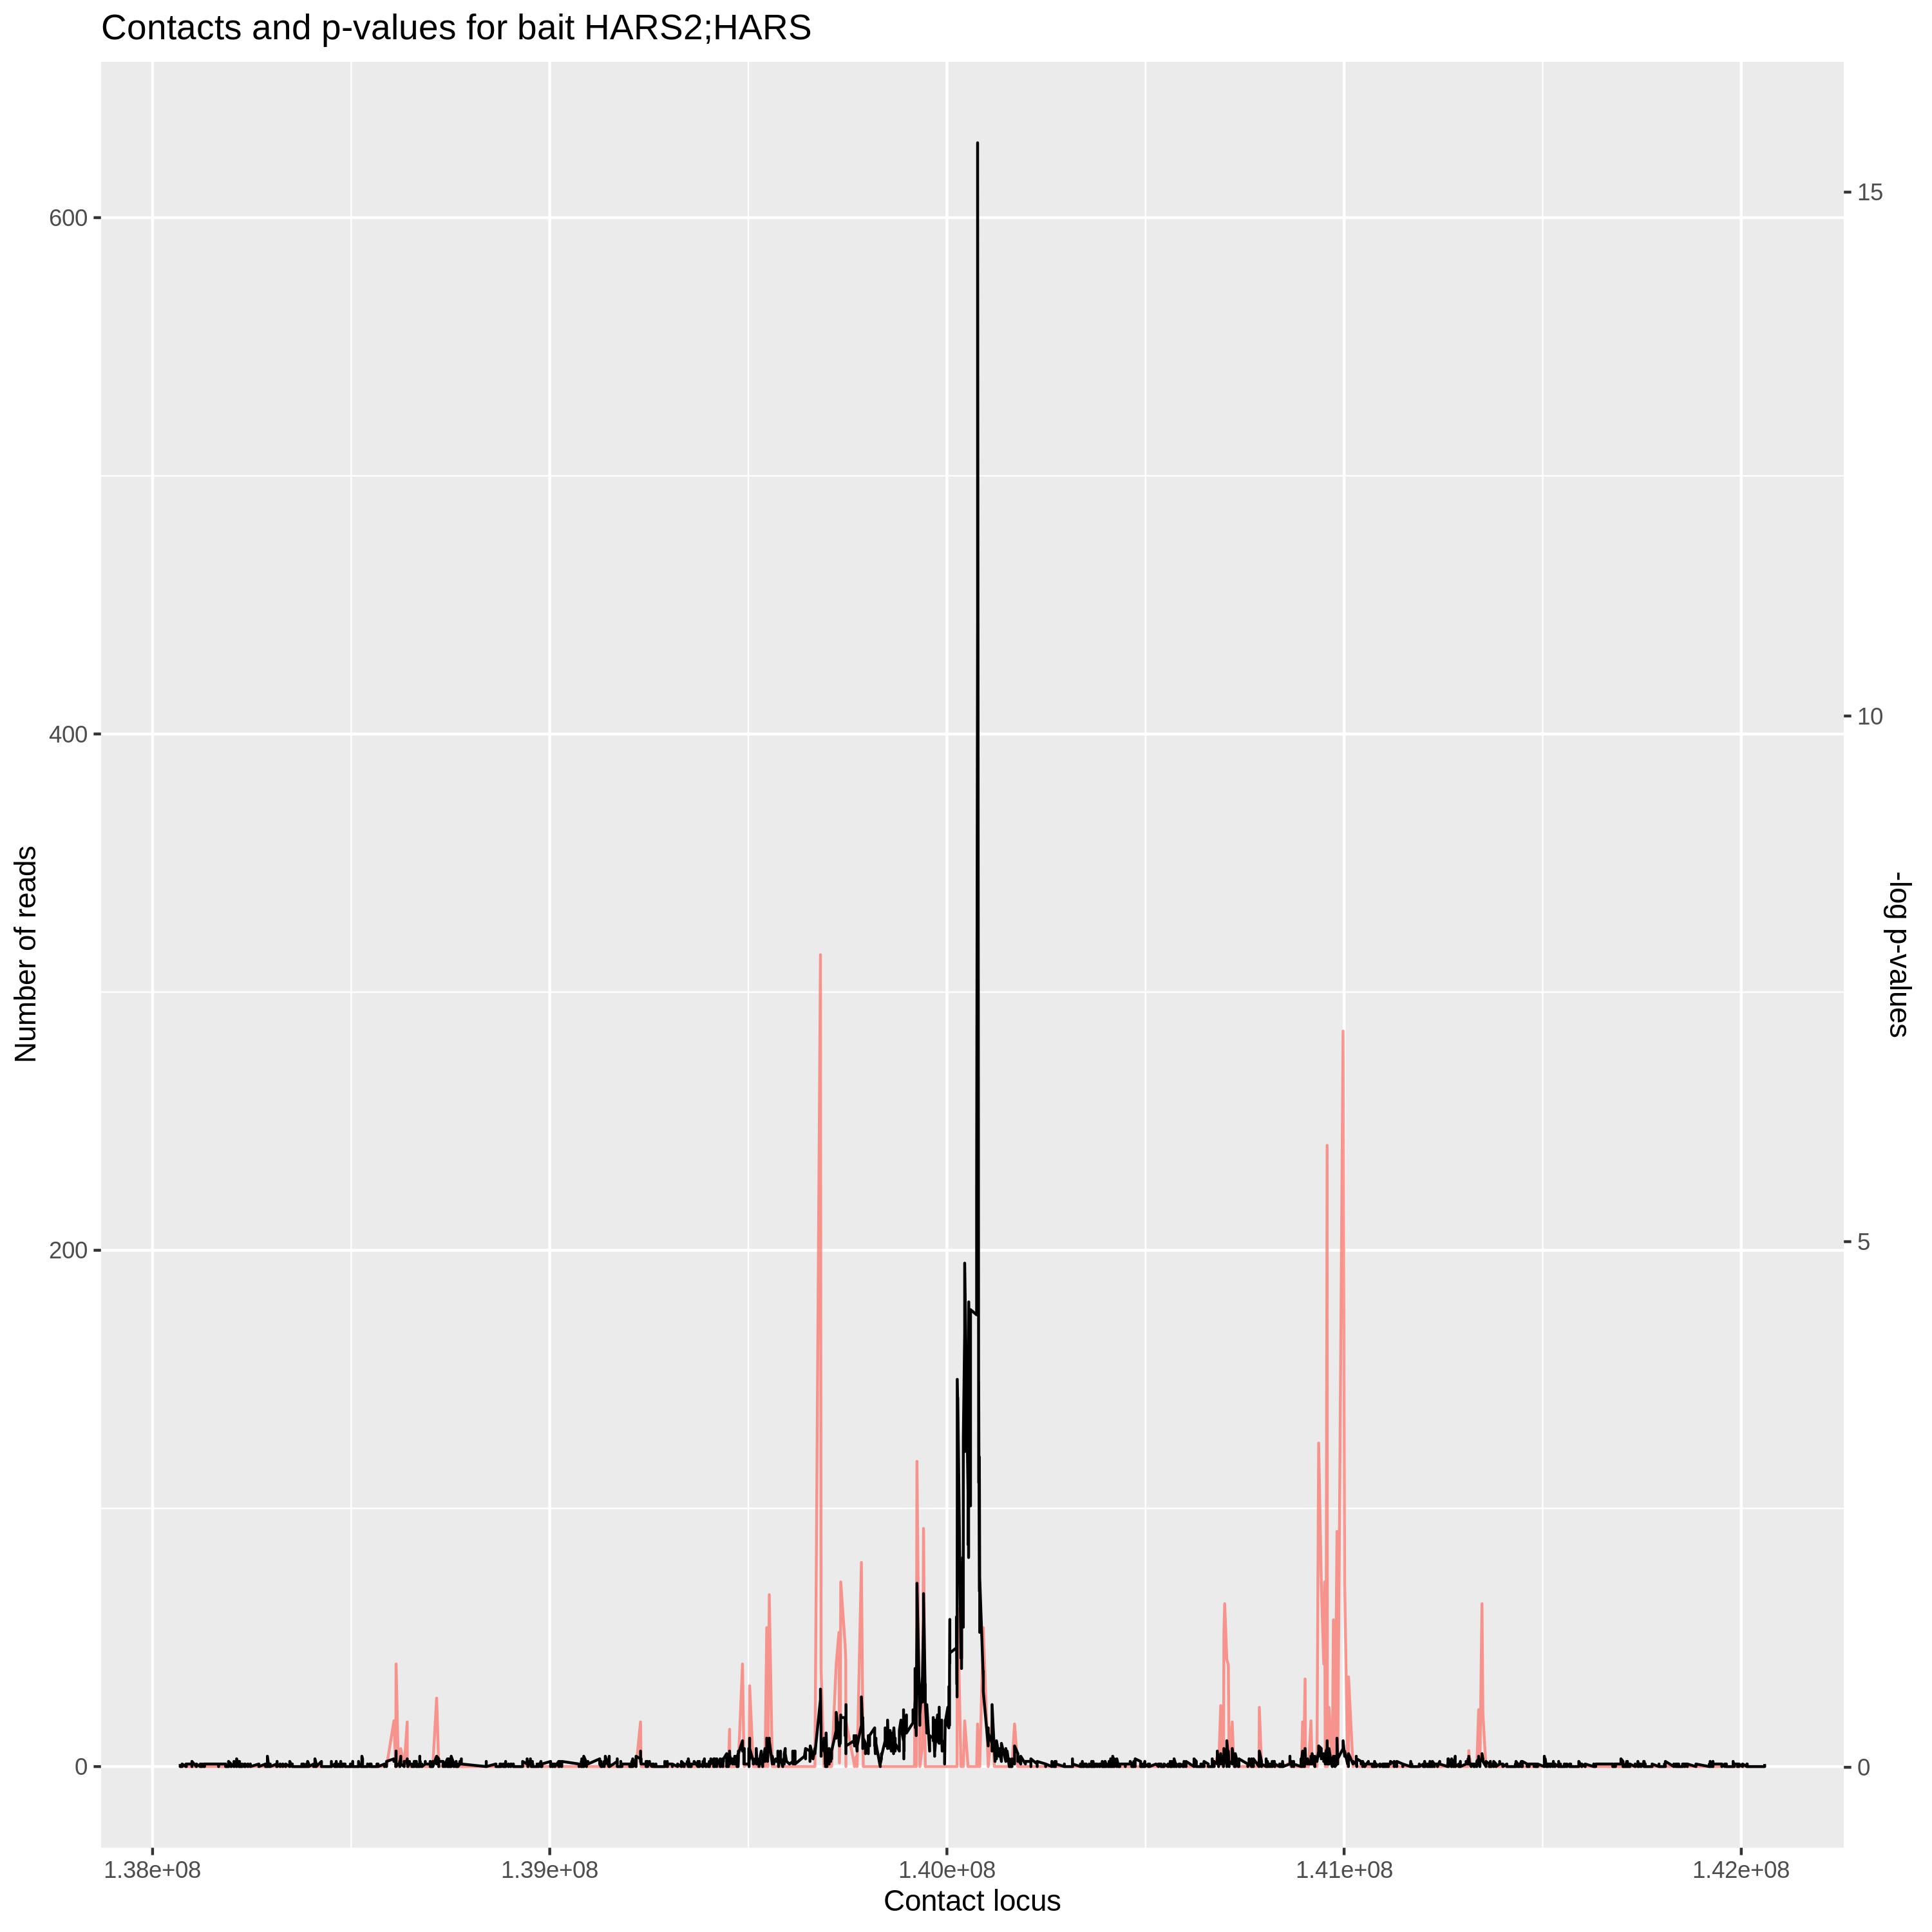 Contacts and p-values for bait HARS2;HARS
600
400
200
0
15
10
5
0
Number of reads
-log p-values
1.38e+08 1.39e+08 1.40e+08 1.41e+08 1.42e+08
Contact locus